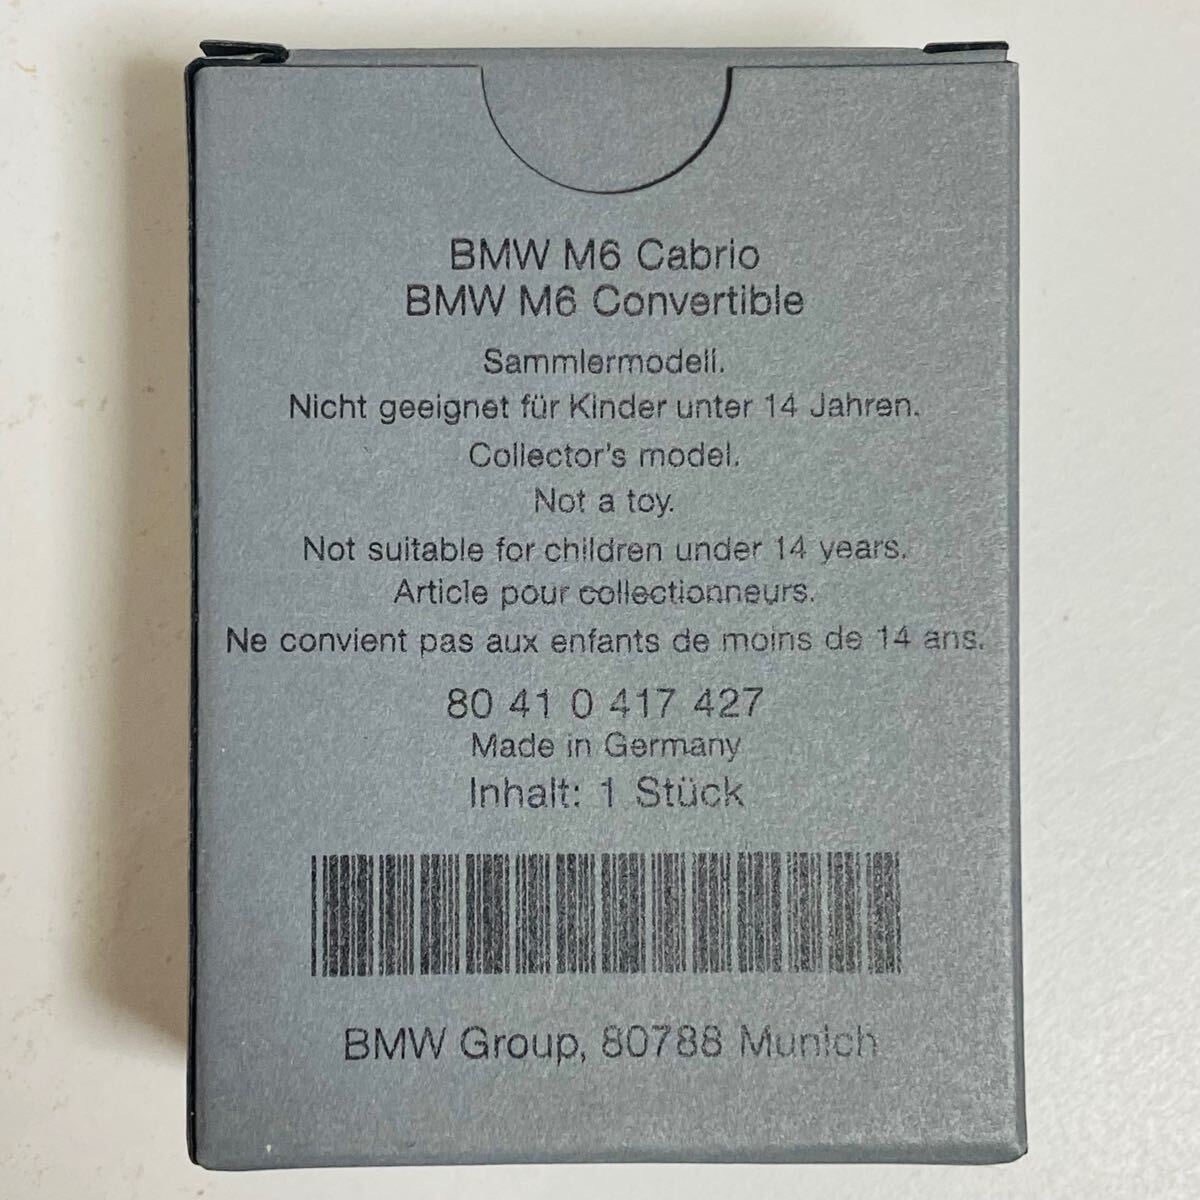 BMW M6 Cabrio
BMW M6 Convertible
Sammlermodell.
Nicht geeignet für Kinder unter 14 Jahren.
Collector's model.
Not a toy.
Not suitable for children under 14 years.
Article pour collectionneurs.
Ne convient pas aux enfants de moins de 14 ans.
80 41 0 417 427
Made in Germany
Inhalt: 1 Stück
BMW Group, 80788 Munich